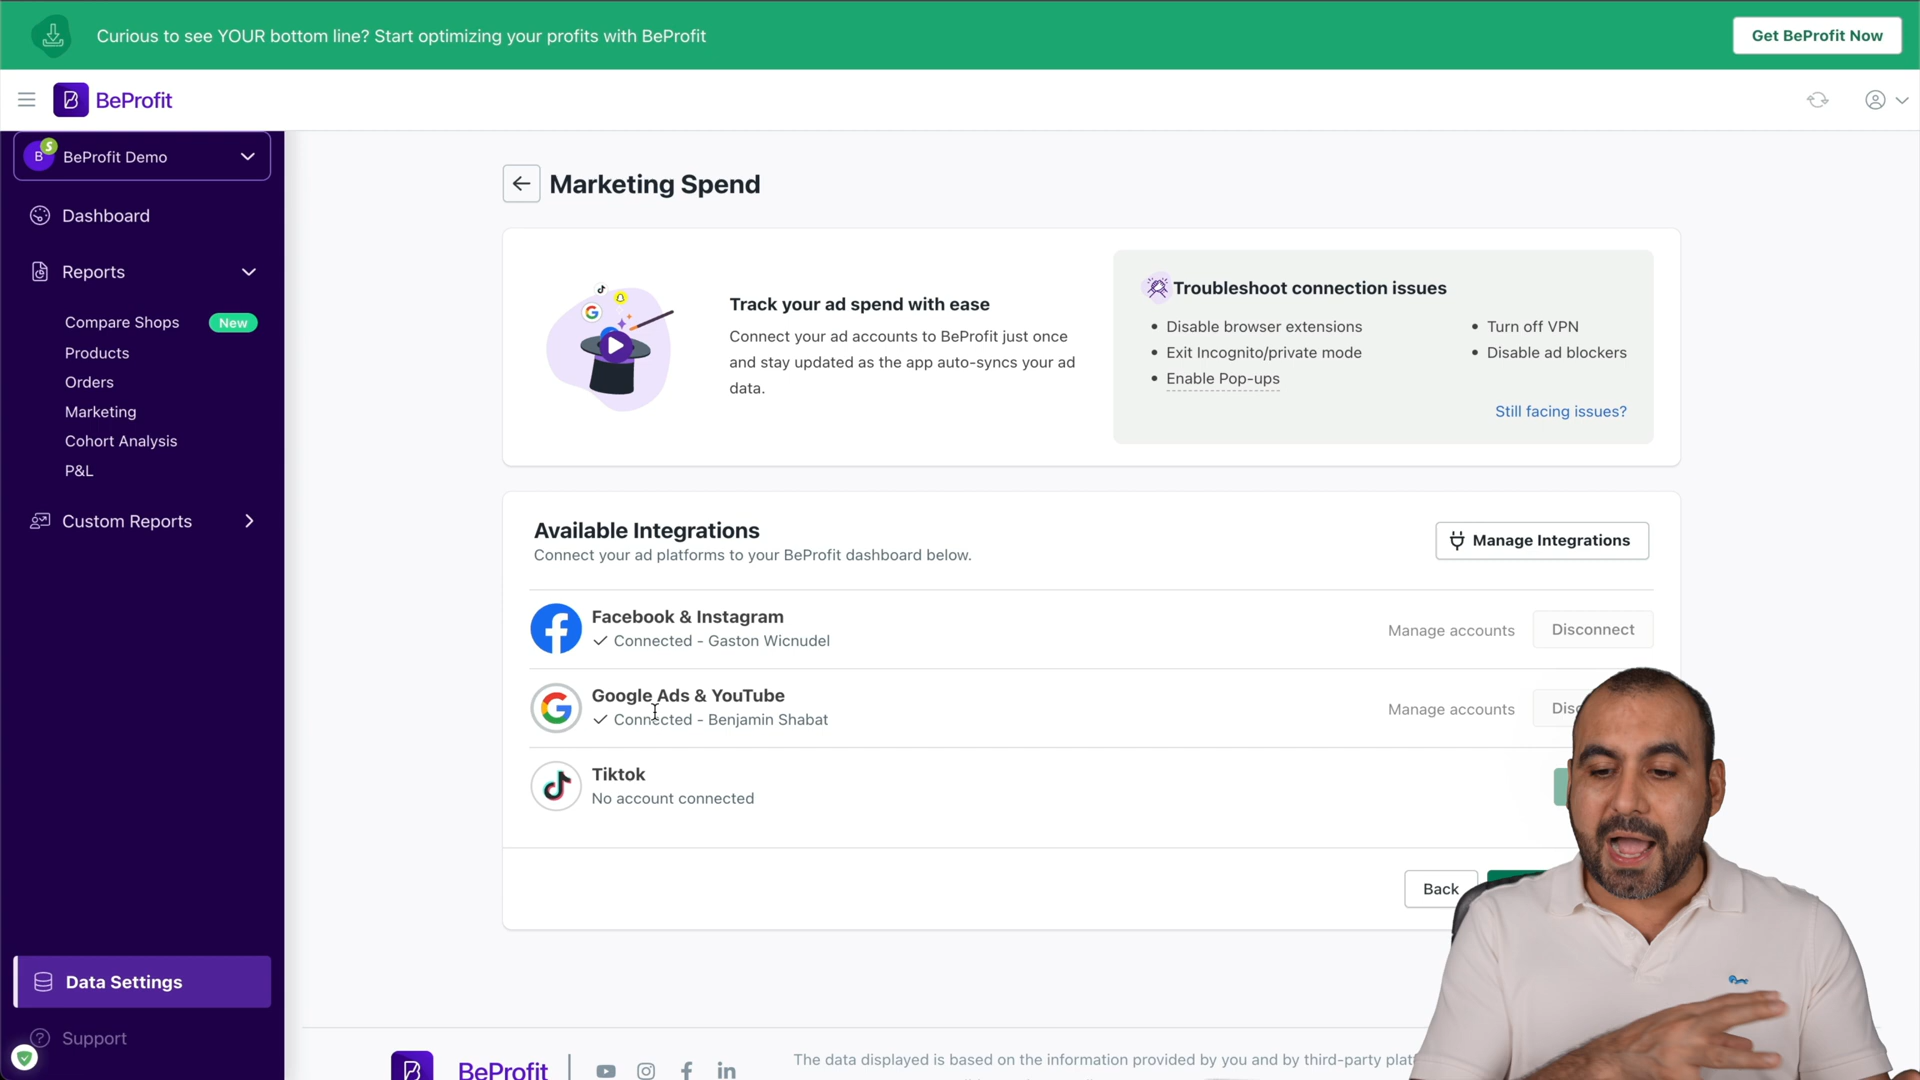 Curious to see YOUR bottom line? Start optimizing your profits with BeProfit
Get BeProfit Now
BeProfit
B
S
BeProfit Demo
Dashboard
Reports
Compare Shops
New
Products
Orders
Marketing
Cohort Analysis
P&L
Custom Reports
Data Settings
Support
Marketing Spend
Track your ad spend with ease
Connect your ad accounts to BeProfit just once
and stay updated as the app auto-syncs your ad
data.
Troubleshoot connection issues
• Disable browser extensions
• Exit Incognito/private mode
• Enable Pop-ups
• Turn off VPN
• Disable ad blockers
Still facing issues?
Available Integrations
Connect your ad platforms to your BeProfit dashboard below.
Manage Integrations
Facebook & Instagram
Connected - Gaston Wicnudel
Manage accounts
Disconnect
Google Ads & YouTube
Connected - Benjamin Shabat
Manage accounts
Disc
Tiktok
No account connected
Back
BeProfit
The data displayed is based on the information provided by you and by third-party platf